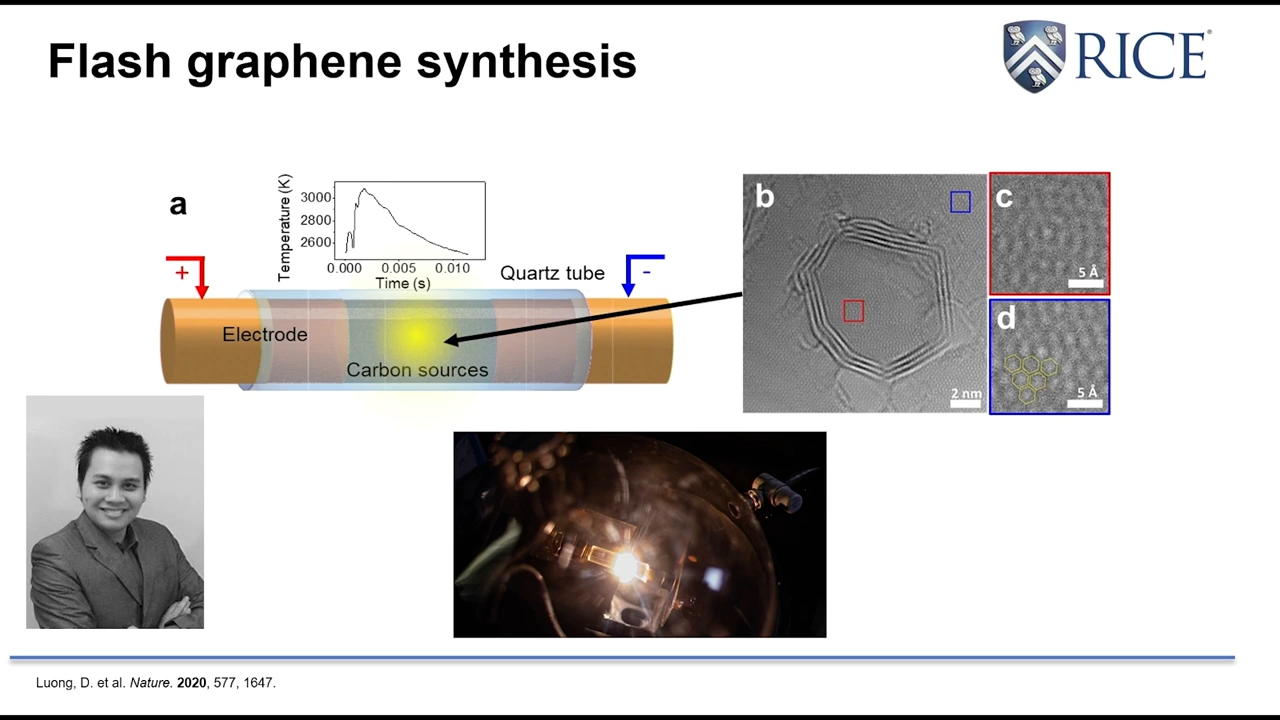 Flash graphene synthesis
RICE®
a
Temperature (K)
3000
2800
2600
0.000 0.005 0.010
Time (s)
+
-
Quartz tube
Electrode
Carbon sources
b
2 nm
c
5 Å
d
5 Å
Luong, D. et al. Nature. 2020, 577, 1647.